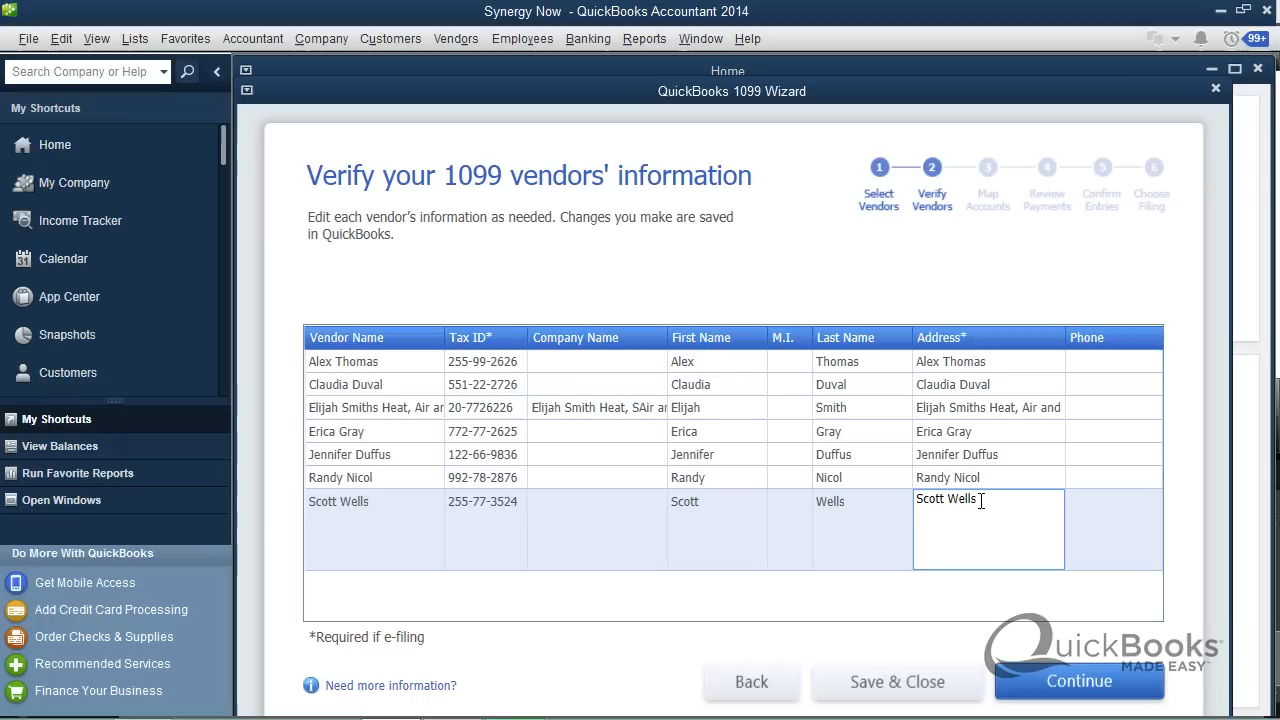 Synergy Now - QuickBooks Accountant 2014
File Edit View Lists Favorites Accountant Company Customers Vendors Employees Banking Reports Window Help
99+
Search Company or Help
Home
QuickBooks 1099 Wizard
My Shortcuts
Home
My Company
Income Tracker
31 Calendar
App Center
Snapshots
Customers
My Shortcuts
View Balances
Run Favorite Reports
Open Windows
Do More With QuickBooks
Get Mobile Access
Add Credit Card Processing
Order Checks & Supplies
Recommended Services
Finance Your Business
Verify your 1099 vendors' information
Edit each vendor's information as needed. Changes you make are saved
in QuickBooks.
1 2 3 4 5 6
Select Verify Map Review Confirm Choose
Vendors Vendors Accounts Payments Entries Filing
Vendor Name Tax ID* Company Name First Name M.I. Last Name Address* Phone
Alex Thomas 255-99-2626 Alex Thomas Alex Thomas
Claudia Duval 551-22-2726 Claudia Duval Claudia Duval
Elijah Smiths Heat, Air ar 20-7726226 Elijah Smith Heat, SAir ar Elijah Smith Elijah Smiths Heat, Air and
Erica Gray 772-77-2625 Erica Gray Erica Gray
Jennifer Duffus 122-66-9836 Jennifer Duffus Jennifer Duffus
Randy Nicol 992-78-2876 Randy Nicol Randy Nicol
Scott Wells 255-77-3524 Scott Wells Scott Wells
*Required if e-filing
i Need more information?
Back Save & Close Continue
QuickBooks
MADE EASY™